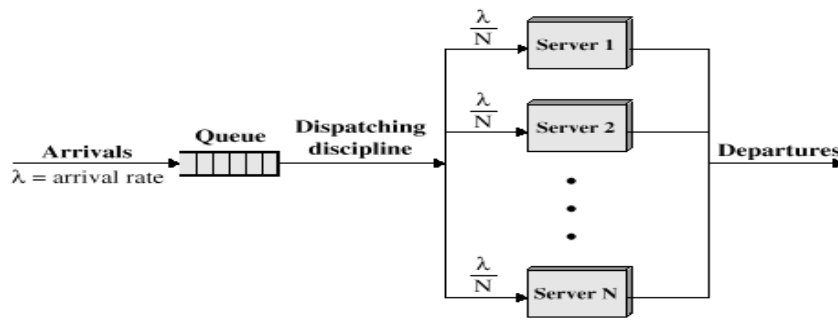 Arrivals
λ = arrival rate
Queue
Dispatching
discipline
λ
N
Server 1
λ
N
Server 2
λ
N
Server N
Departures